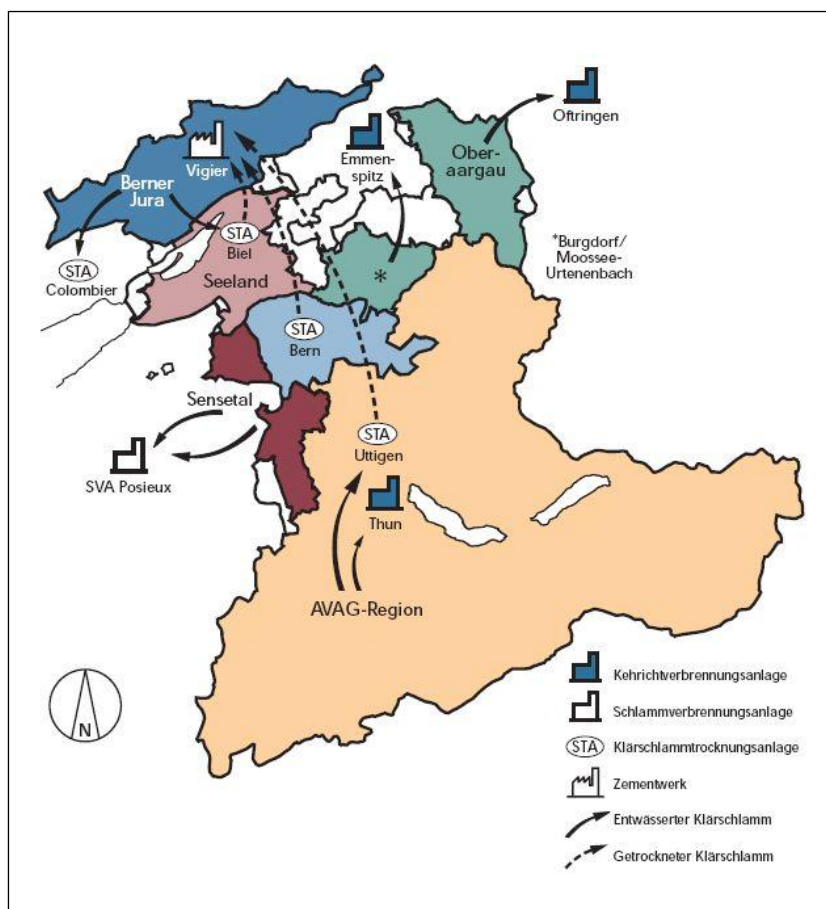 Oftringen
Emmen-
spitz
Ober-
aargau
Vigier
Berner
Jura
*Burgdorf/
Moossee-
Urtenenbach
STA
Biel
STA
Colombier
Seeland
*
STA
Bern
Sensetal
STA
Uttigen
SVA Posieux
Thun
AVAG-Region
N
Kehrichtverbrennungsanlage
Schlammverbrennungsanlage
STA Klärschlammtrocknungsanlage
Zementwerk
Entwässerter Klärschlamm
Getrockneter Klärschlamm